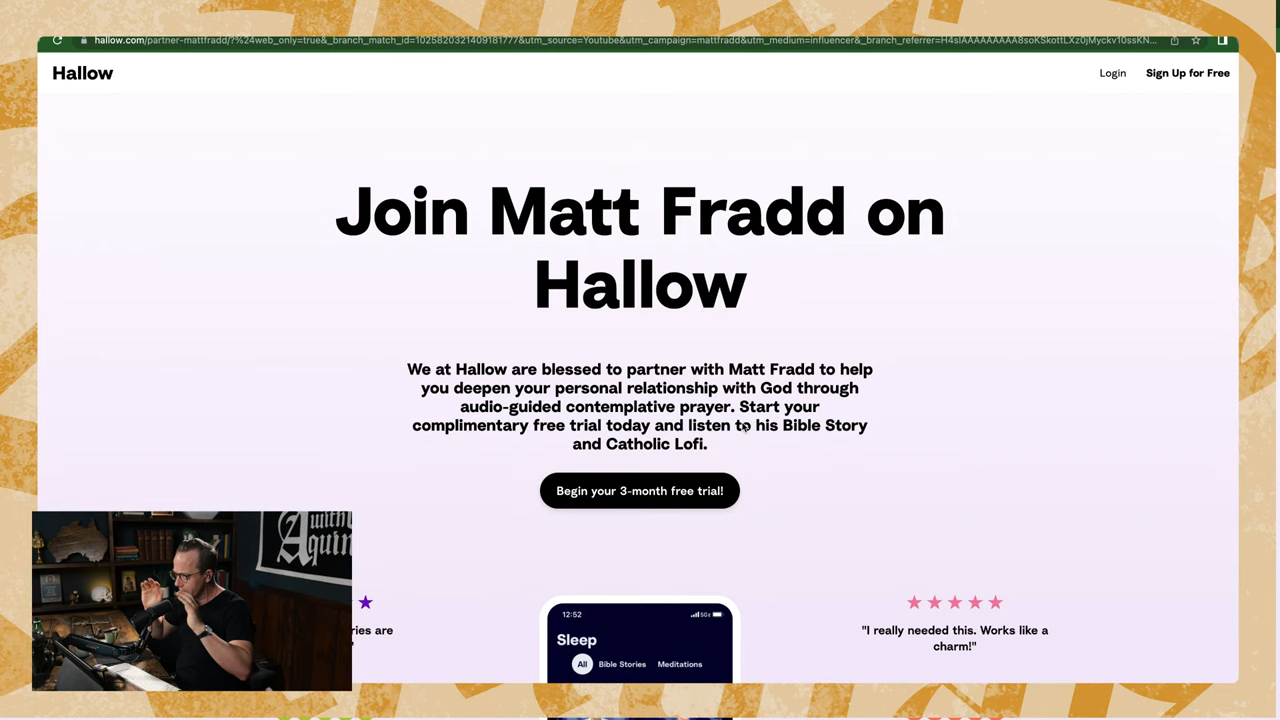 hallow.com/partner-mattfradd/?%24web_only=true&_branch_match_id=1025820321409181777&utm_source=Youtube&utm_campaign=mattfradd&utm_medium=influencer&_branch_referrer=
Hallow
Login
Sign Up for Free
Join Matt Fradd on
Hallow
We at Hallow are blessed to partner with Matt Fradd to help
you deepen your personal relationship with God through
audio-guided contemplative prayer. Start your
complimentary free trial today and listen to his Bible Story
and Catholic Lofi.
Begin your 3-month free trial!
ries are
"
12:52
5G
Sleep
All
Bible Stories
Meditations
"I really needed this. Works like a
charm!"
Aquin